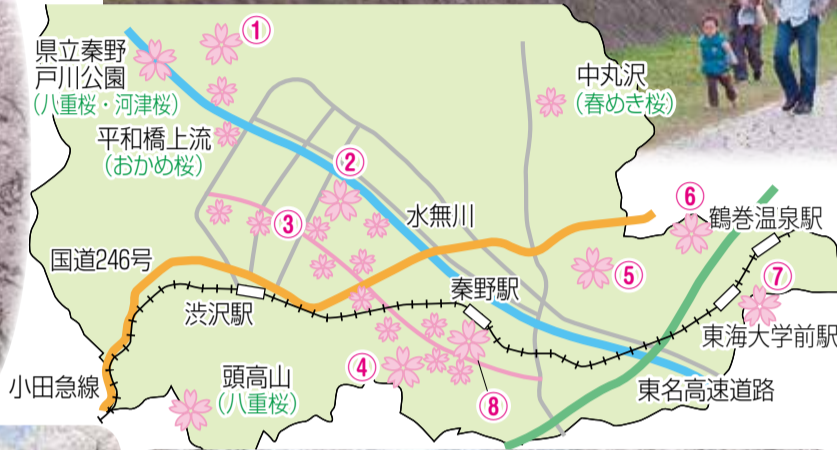 ①
県立秦野
戸川公園
(八重桜・河津桜)
中丸沢
(春めき桜)
平和橋上流
(おかめ桜)
②
⑥
③
水無川
鶴巻温泉駅
国道246号
⑤
⑦
秦野駅
渋沢駅
東海大学前駅
④
頭高山
(八重桜)
小田急線
⑧
東名高速道路